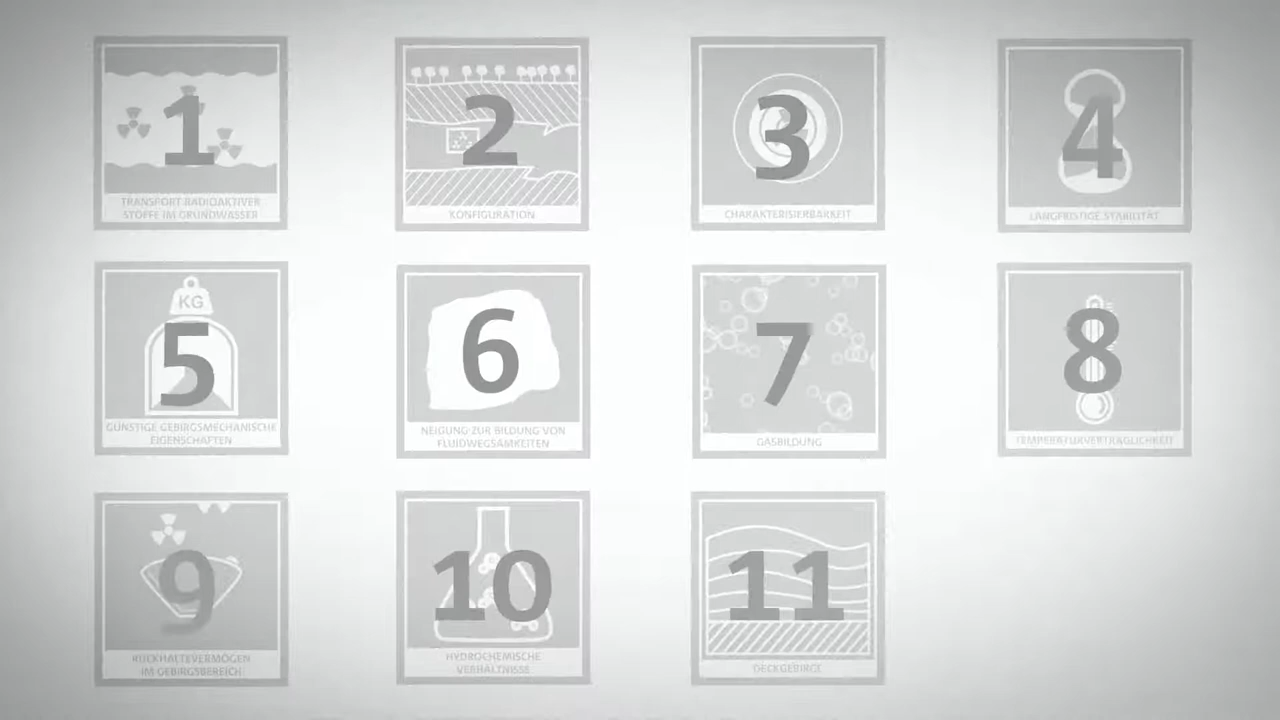 1
TRANSPORT RADIOAKTIVER
STOFFE IM GRUNDWASSER
2
KONFIGURATION
3
CHARAKTERISIERBARKEIT
4
LANGFRISTIGE STABILITÄT
KG
5
GÜNSTIGE GEBIRGSMECHANISCHE
EIGENSCHAFTEN
6
NEIGUNG ZUR BILDUNG VON
FLUIDWEGSAMKEITEN
7
GASBILDUNG
8
TEMPERATURVERTRÄGLICHKEIT
9
RÜCKHALTEVERMÖGEN
IM GEBIRGSBEREICH
10
HYDROCHEMISCHE
VERHÄLTNISSE
11
DECKGEBIRGE